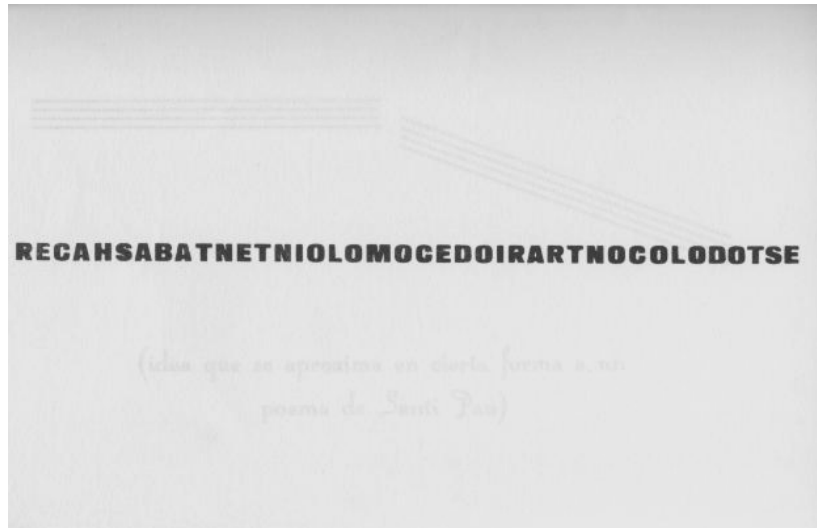 RECAHSABATNETNIOLOMOCEDOIRARTNOCOLODOTSE
(idea que se aproxima en cierta forma a un
poema de Santi Pau)